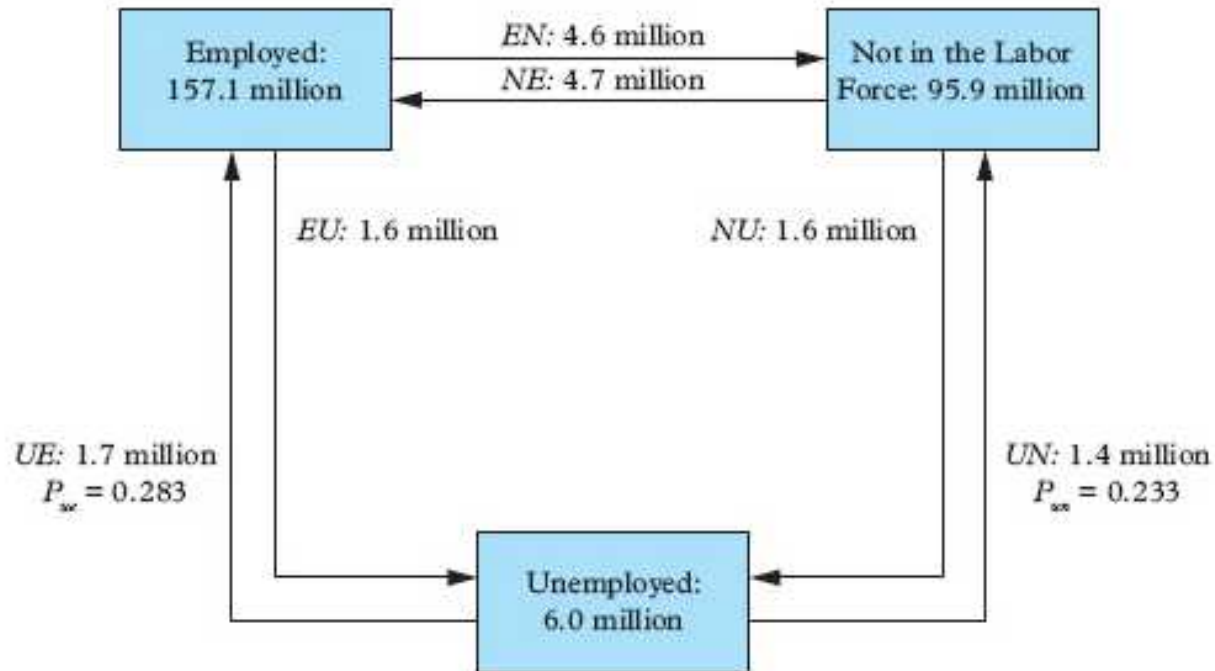 Employed:
157.1 million
EN: 4.6 million
NE: 4.7 million
Not in the Labor
Force: 95.9 million
EU: 1.6 million
NU: 1.6 million
UE: 1.7 million
P_ue = 0.283
UN: 1.4 million
P_un = 0.233
Unemployed:
6.0 million